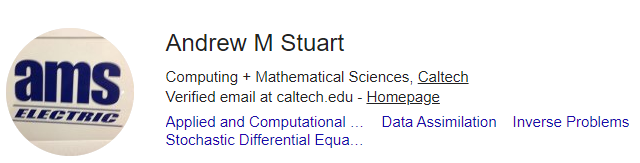 ams
ELECTRIC
Andrew M Stuart
Computing + Mathematical Sciences, Caltech
Verified email at caltech.edu - Homepage
Applied and Computational … Data Assimilation Inverse Problems
Stochastic Differential Equa…